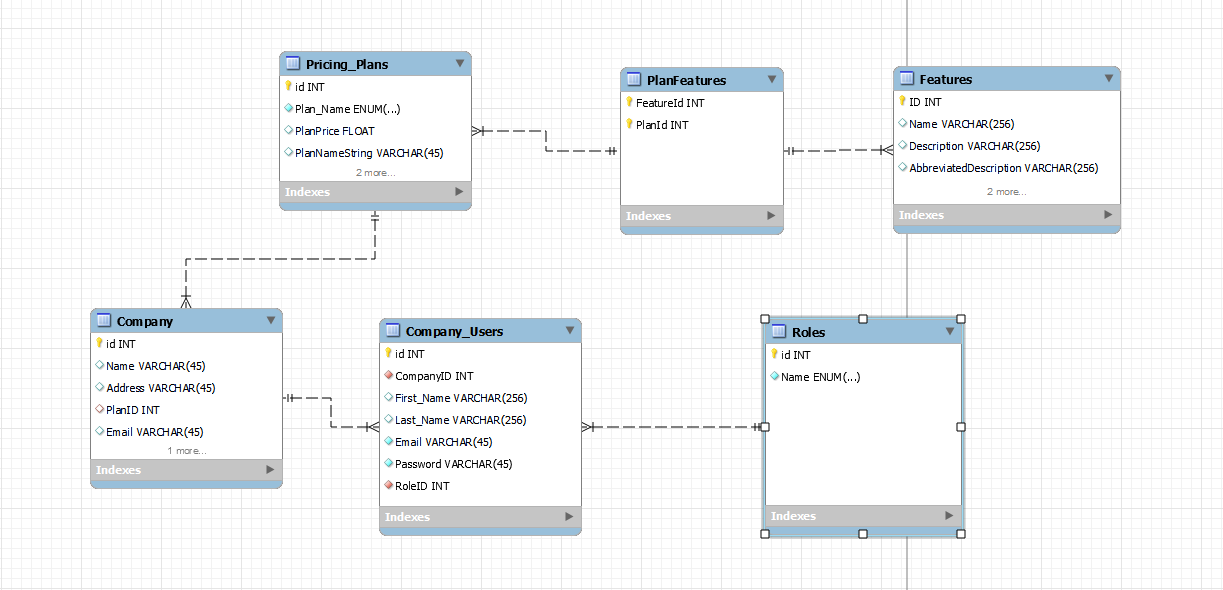 Pricing_Plans
id INT
Plan_Name ENUM(...)
PlanPrice FLOAT
PlanNameString VARCHAR(45)
2 more...
Indexes
PlanFeatures
FeatureId INT
PlanId INT
Indexes
Features
ID INT
Name VARCHAR(256)
Description VARCHAR(256)
AbbreviatedDescription VARCHAR(256)
2 more...
Indexes
Company
id INT
Name VARCHAR(45)
Address VARCHAR(45)
PlanID INT
Email VARCHAR(45)
1 more...
Indexes
Company_Users
id INT
CompanyID INT
First_Name VARCHAR(256)
Last_Name VARCHAR(256)
Email VARCHAR(45)
Password VARCHAR(45)
RoleID INT
Indexes
Roles
id INT
Name ENUM(...)
Indexes